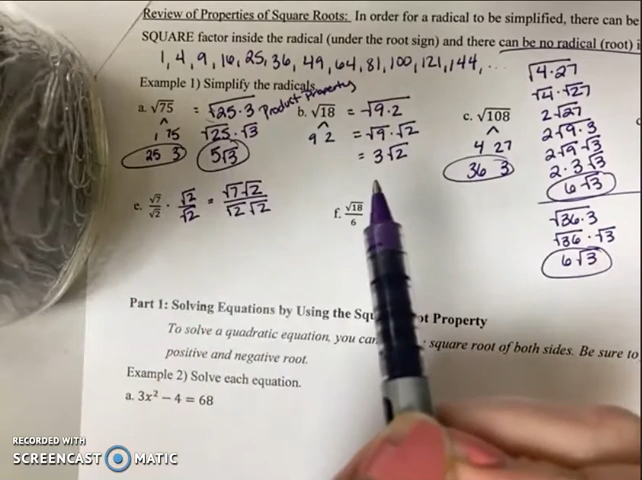 Review of Properties of Square Roots: In order for a radical to be simplified, there can be
SQUARE factor inside the radical (under the root sign) and there can be no radical (root) i
1, 4, 9, 16, 25, 36, 49, 64, 81, 100, 121, 144, ...
Example 1) Simplify the radicals
Product Property
a. √75 = √25·3
1 75 √25 · √3
25 3 5√3
b. √18 = √9·2
9 2 = √9 · √2
= 3√2
c. √108
4 27
36 3
√4·27
√4 · √27
2√27
2√9·3
2√9 √3
2·3√3
6√3
√36·3
√36 · √3
6√3
e. √7/√2 · √2/√2 = √7√2/√2√2
f. √18/6
Part 1: Solving Equations by Using the Squ ot Property
To solve a quadratic equation, you can square root of both sides. Be sure to
positive and negative root.
Example 2) Solve each equation.
a. 3x² − 4 = 68
RECORDED WITH
SCREENCAST MATIC